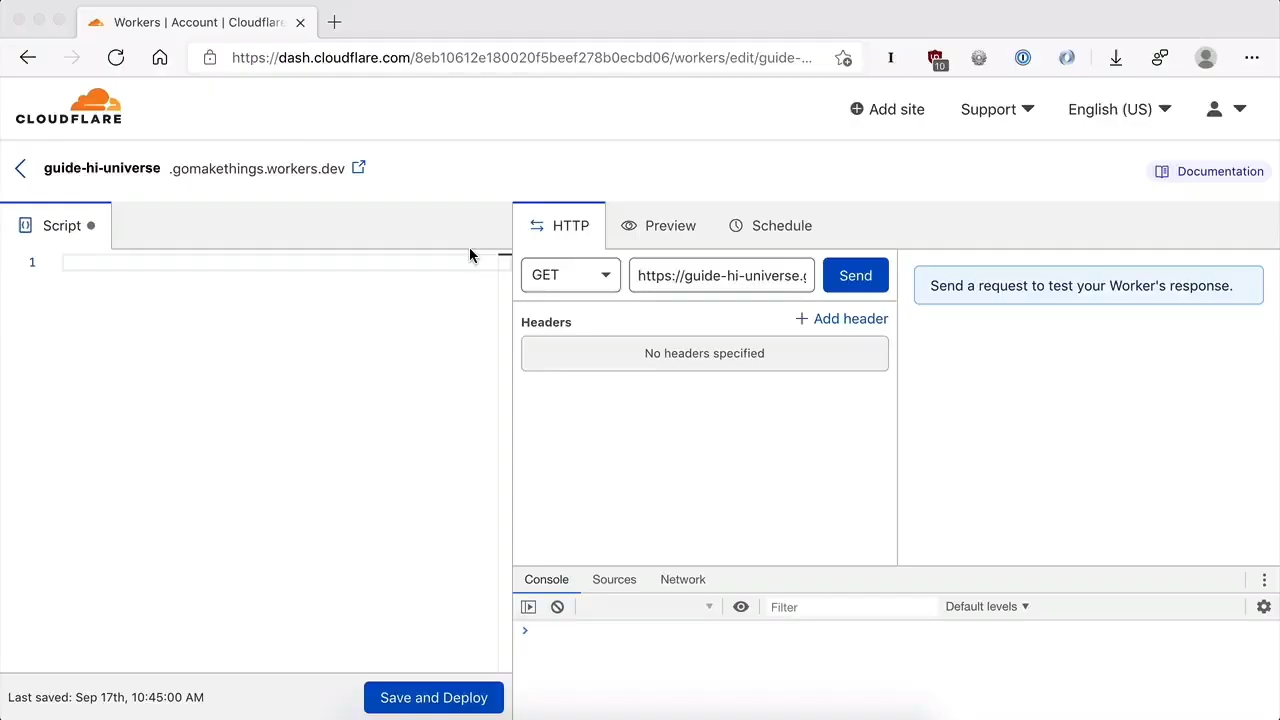 Workers | Account | Cloudflare
https://dash.cloudflare.com/8eb10612e180020f5beef278b0ecbd06/workers/edit/guide-...
10
CLOUDFLARE
Add site
Support
English (US)
guide-hi-universe .gomakethings.workers.dev
Documentation
Script
HTTP
Preview
Schedule
1
GET
https://guide-hi-universe.g
Send
Send a request to test your Worker's response.
Headers
Add header
No headers specified
Console
Sources
Network
Filter
Default levels
Last saved: Sep 17th, 10:45:00 AM
Save and Deploy